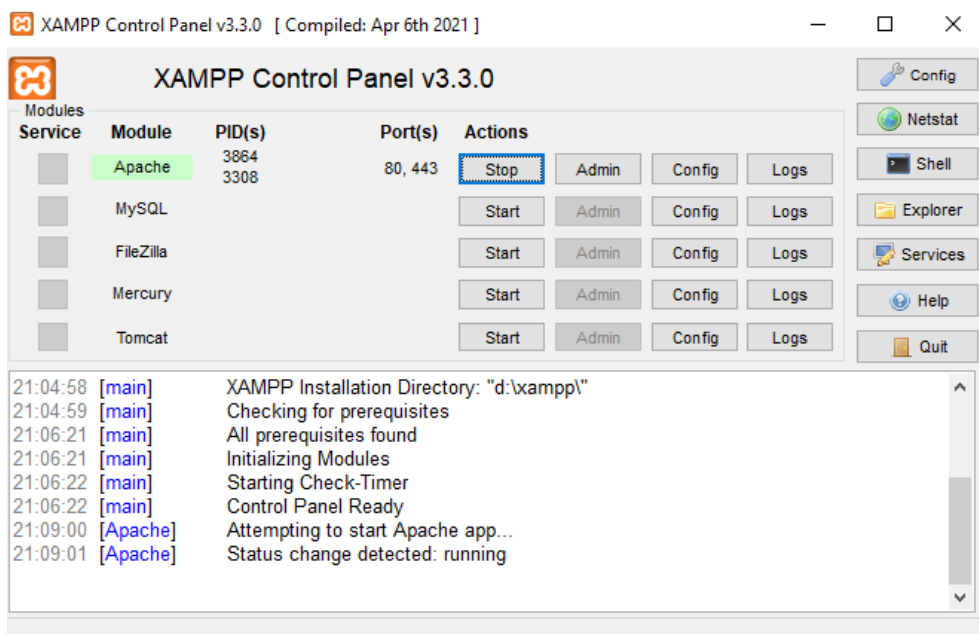 XAMPP Control Panel v3.3.0 [ Compiled: Apr 6th 2021 ]
XAMPP Control Panel v3.3.0
Config
Netstat
Shell
Explorer
Services
Help
Quit
Modules
Service Module PID(s) Port(s) Actions
Apache 3864 80, 443 Stop Admin Config Logs
3308
MySQL Start Admin Config Logs
FileZilla Start Admin Config Logs
Mercury Start Admin Config Logs
Tomcat Start Admin Config Logs
21:04:58 [main] XAMPP Installation Directory: "d:\xampp\"
21:04:59 [main] Checking for prerequisites
21:06:21 [main] All prerequisites found
21:06:21 [main] Initializing Modules
21:06:22 [main] Starting Check-Timer
21:06:22 [main] Control Panel Ready
21:09:00 [Apache] Attempting to start Apache app...
21:09:01 [Apache] Status change detected: running